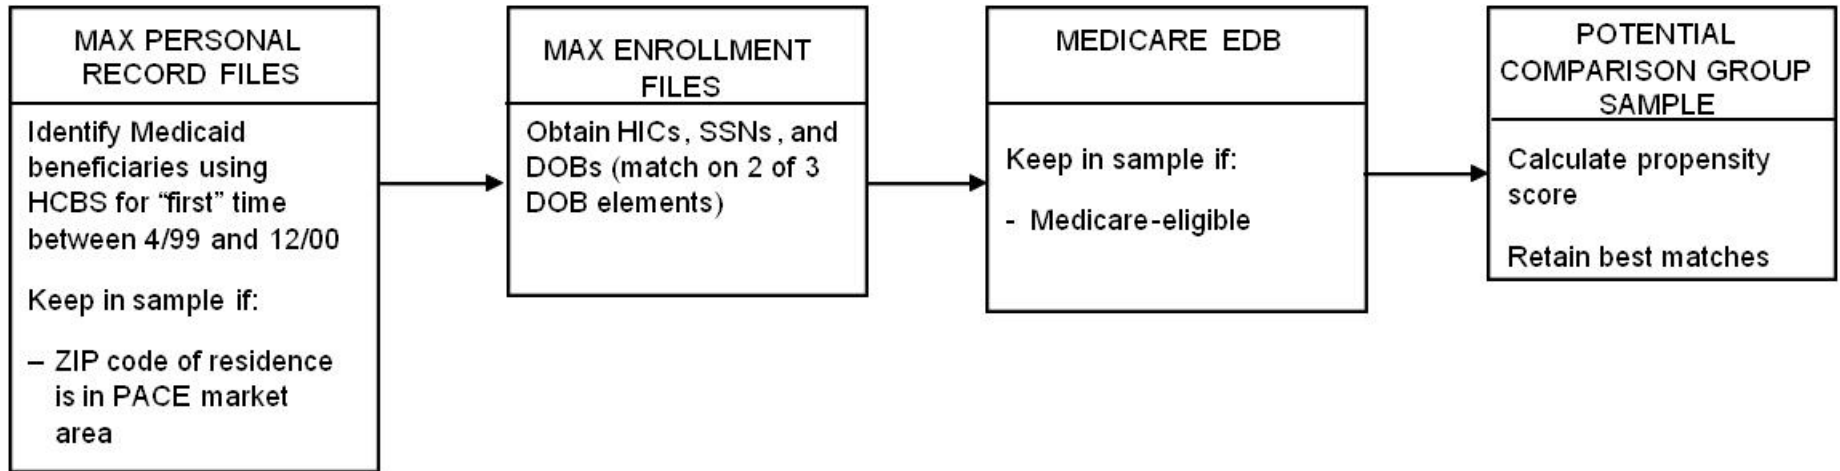 MAX PERSONAL
RECORD FILES
Identify Medicaid
beneficiaries using
HCBS for “first” time
between 4/99 and 12/00
Keep in sample if:
– ZIP code of residence
is in PACE market
area
MAX ENROLLMENT
FILES
Obtain HICs, SSNs, and
DOBs (match on 2 of 3
DOB elements)
MEDICARE EDB
Keep in sample if:
- Medicare-eligible
POTENTIAL
COMPARISON GROUP
SAMPLE
Calculate propensity
score
Retain best matches